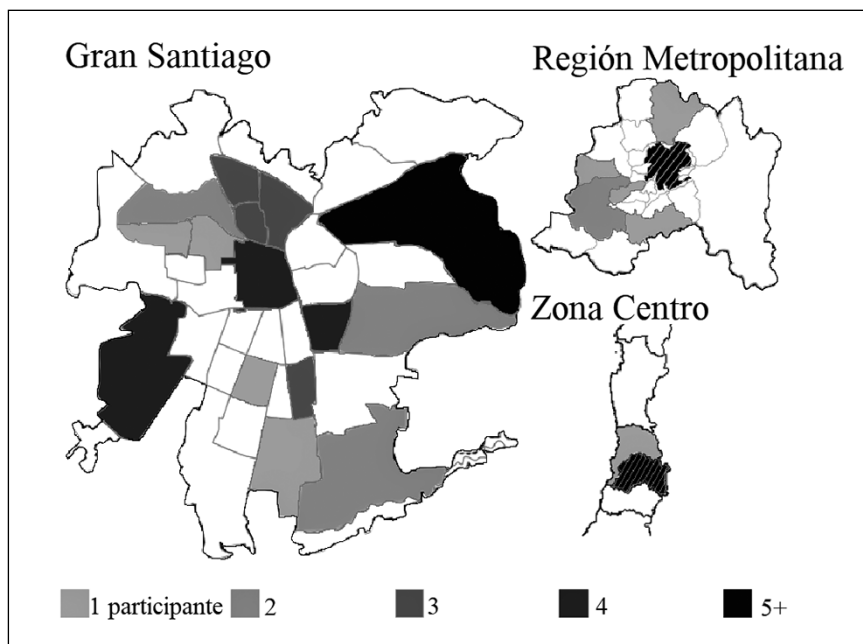 Gran Santiago
Región Metropolitana
Zona Centro
1 participante 2 3 4 5+